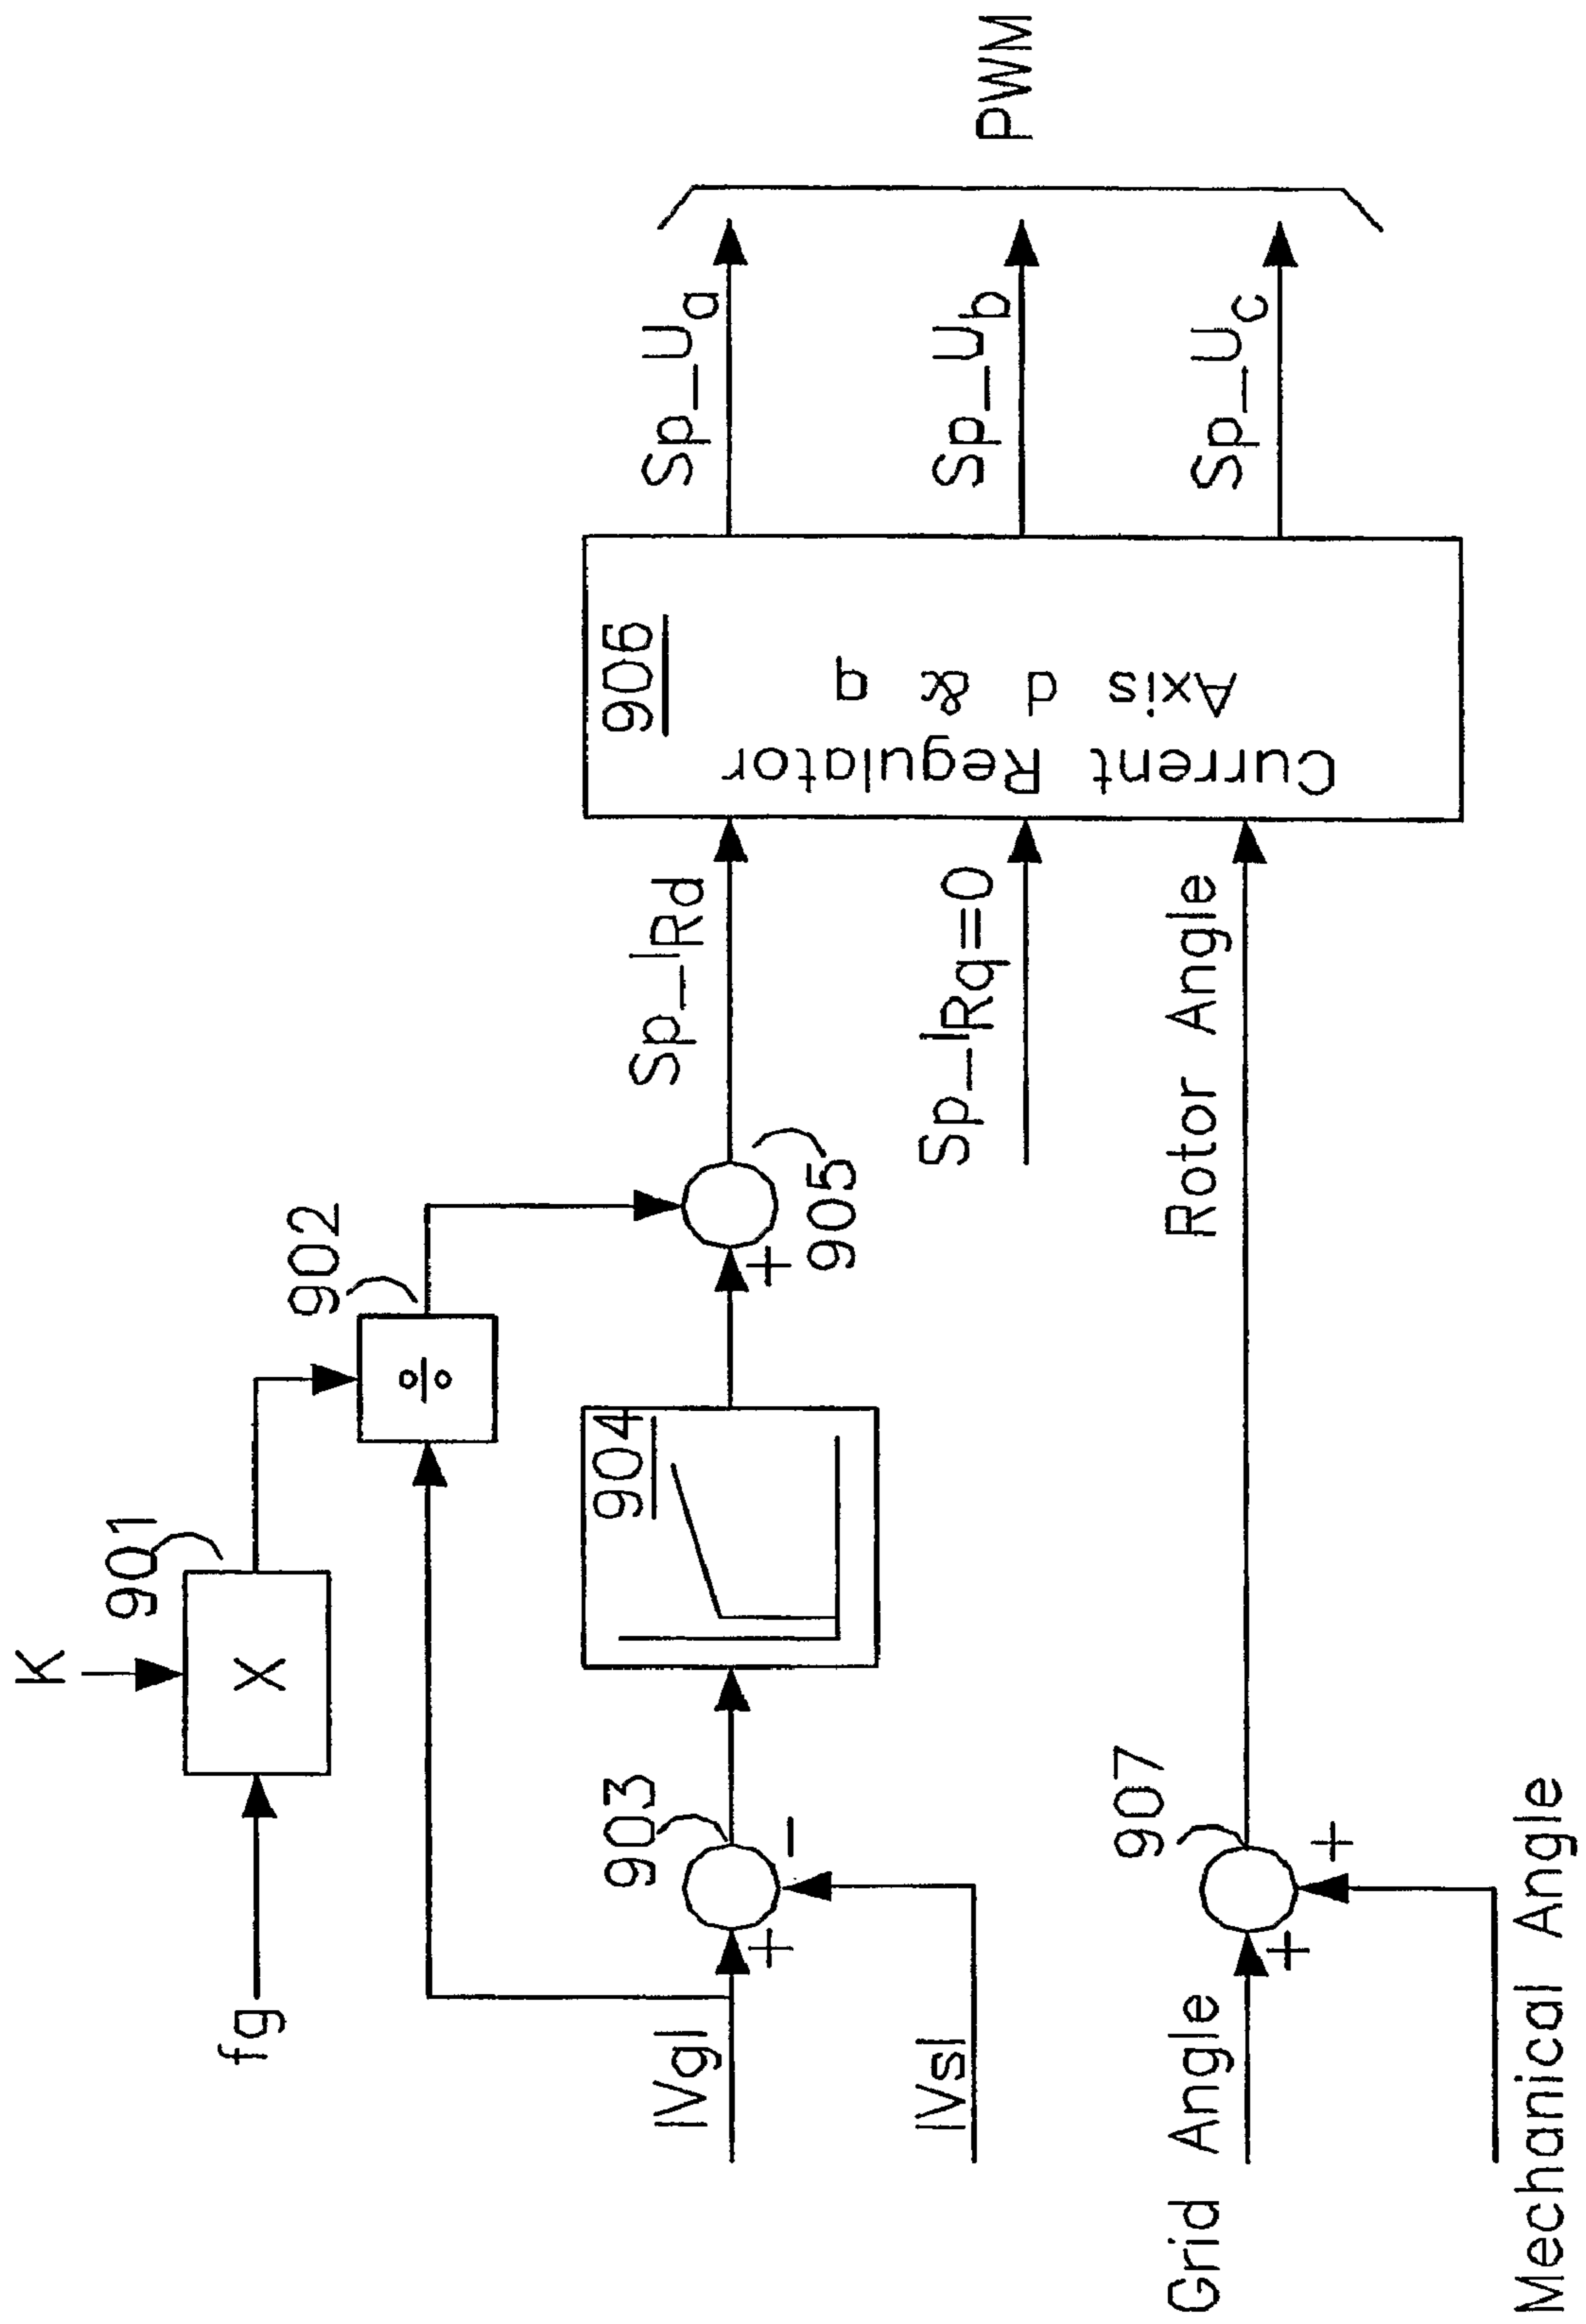 K
901
X
fg
902
÷
|Vg|
+
903
−
|Vs|
904
+
905
Sp_IRd
Sp_IRq=0
906
Current Regulator
Axis d & q
Sp_Ua
Sp_Ub
Sp_Uc
PWM
Grid Angle
+
907
+
Mechanical Angle
Rotor Angle